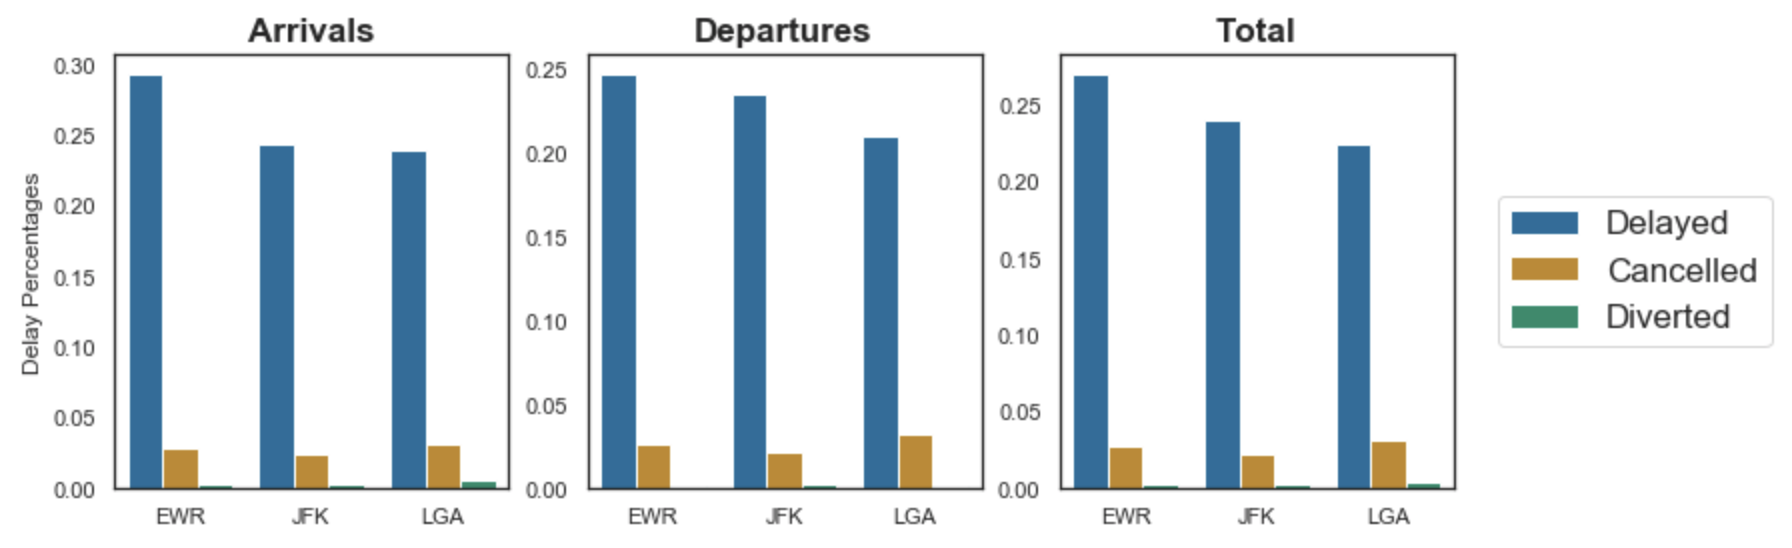 Arrivals
Departures
Total
Delay Percentages
0.30
0.25
0.20
0.15
0.10
0.05
0.00
EWR
JFK
LGA
0.25
0.20
0.15
0.10
0.05
0.00
EWR
JFK
LGA
0.25
0.20
0.15
0.10
0.05
0.00
EWR
JFK
LGA
Delayed
Cancelled
Diverted